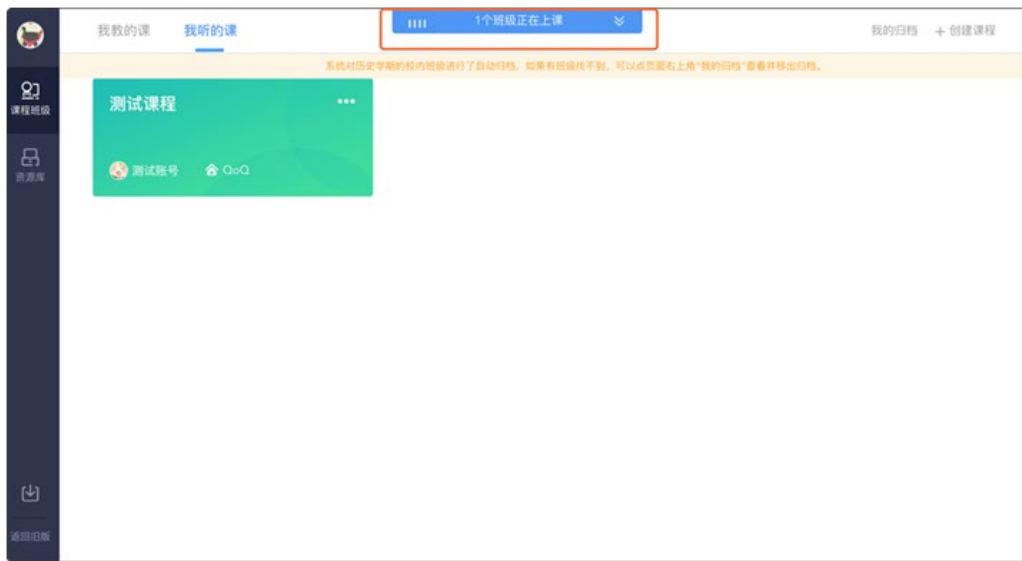 我教的课
我听的课
1个班级正在上课
我的归档
+ 创建课程
系统对历史学期的校内班级进行了自动归档，如果有班级找不到，可以点页面右上角"我的归档"查看并移出归档。
课程班级
测试课程
测试账号
QoQ
资源库
返回旧版